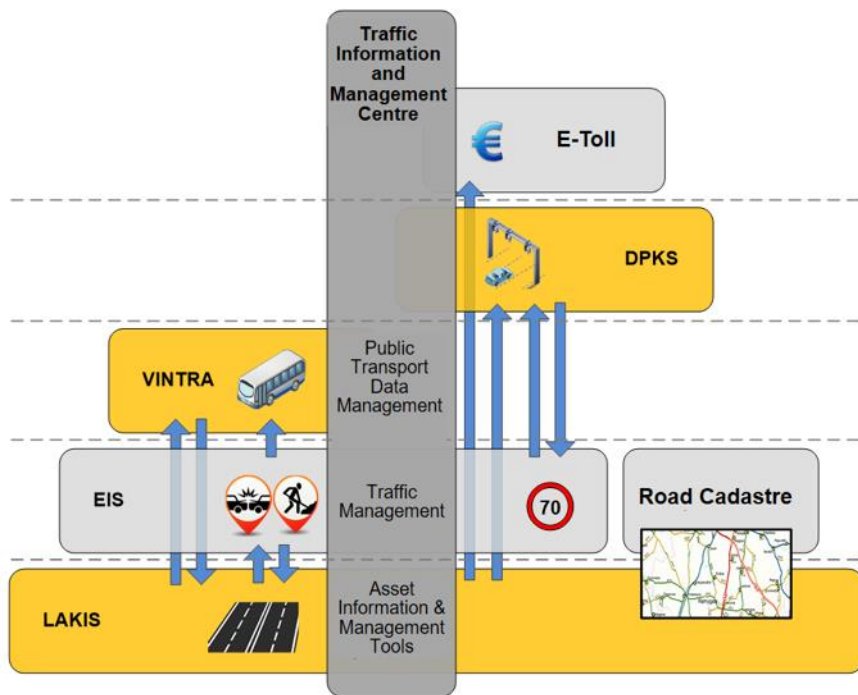 Traffic
Information
and
Management
Centre
E-Toll
DPKS
VINTRA
Public
Transport
Data
Management
EIS
Traffic
Management
70
Road Cadastre
LAKIS
Asset
Information &
Management
Tools